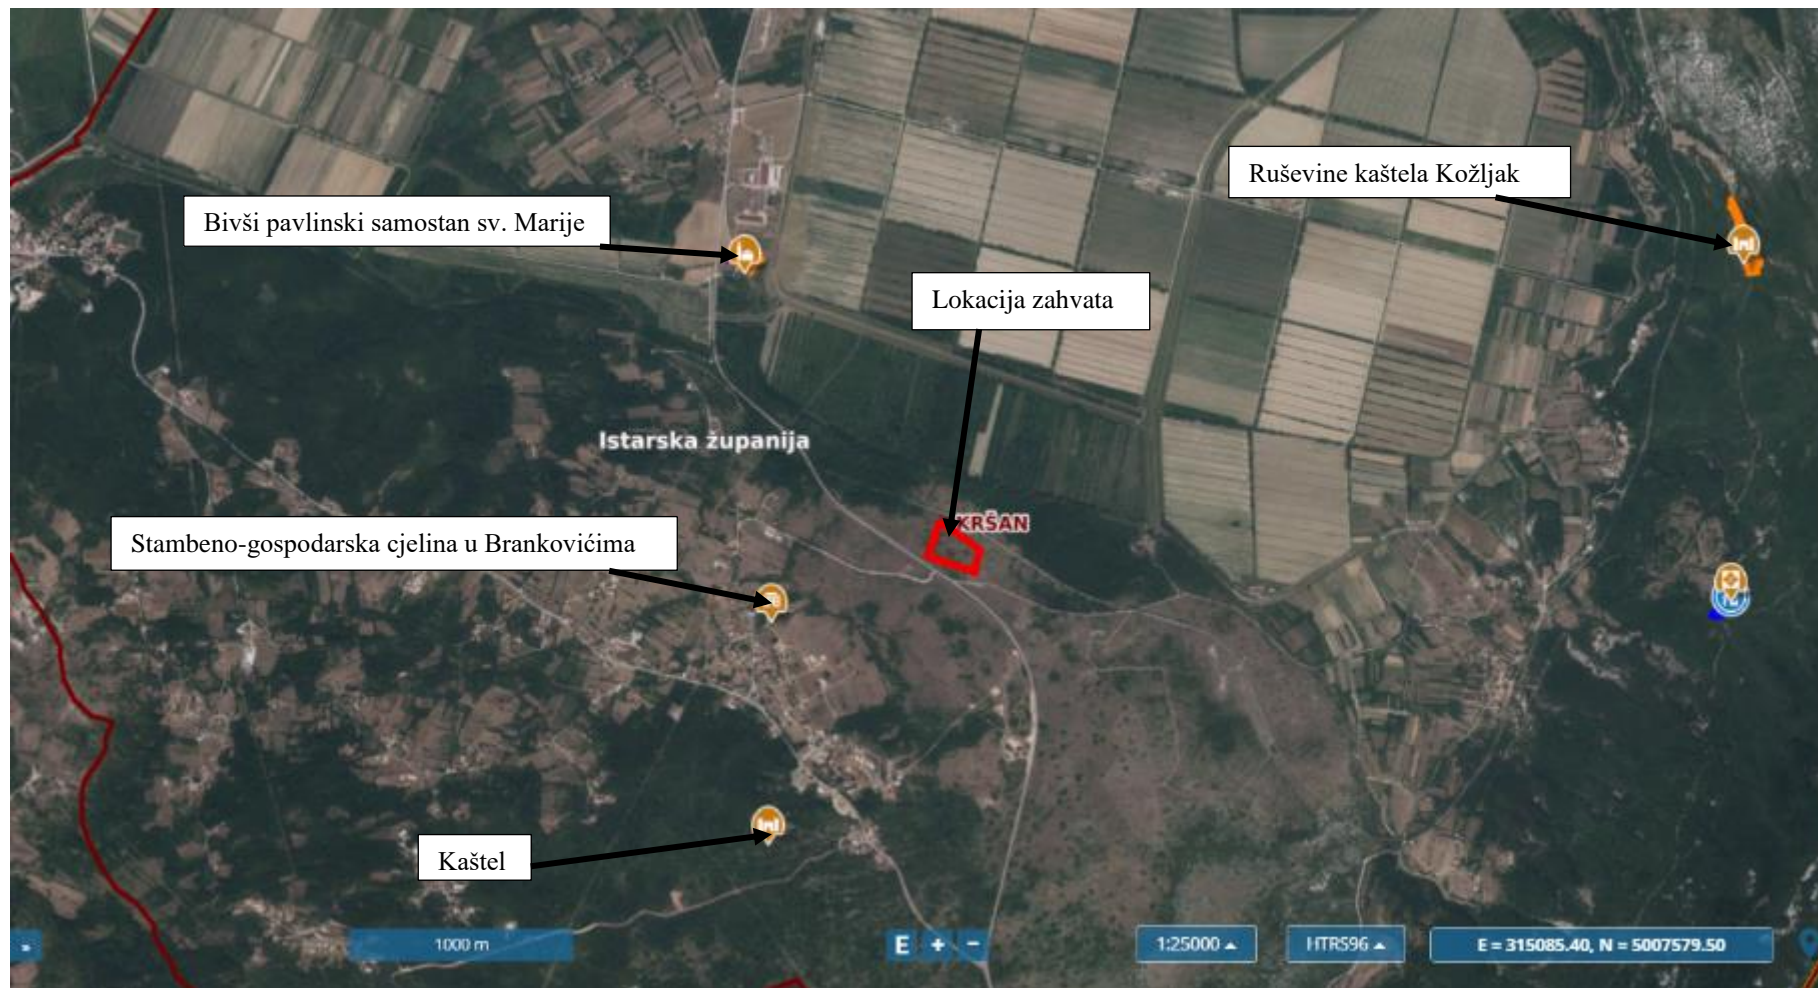 Ruševine kaštela Kožljak
Bivši pavlinski samostan sv. Marije
Lokacija zahvata
Istarska županija
KRŠAN
Stambeno-gospodarska cjelina u Brankovićima
Kaštel
»
1000 m
E + −
1:25000
HTRS96
E = 315085.40, N = 5007579.50